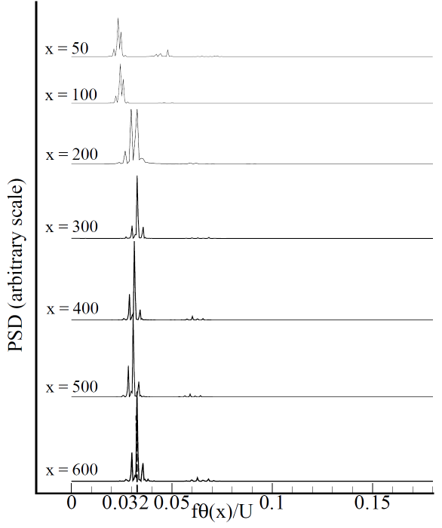 x = 50
x = 100
x = 200
x = 300
x = 400
x = 500
x = 600
PSD (arbitrary scale)
0 0.032 0.05 0.1 0.15
fθ(x)/U